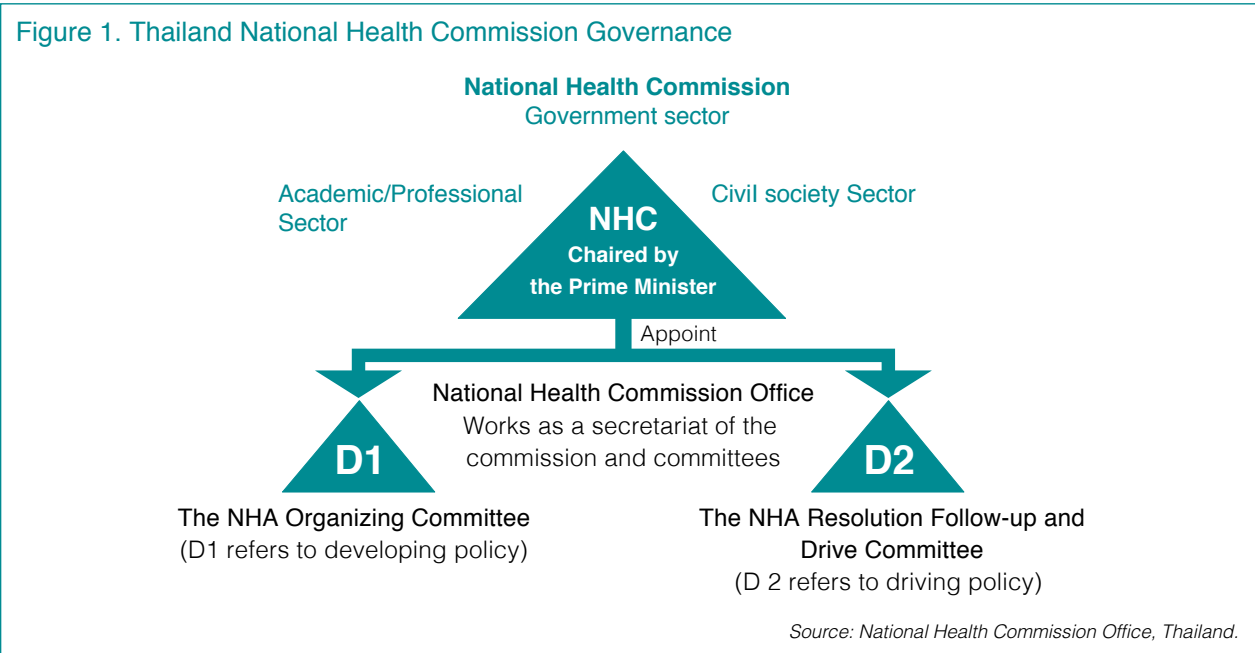 Figure 1. Thailand National Health Commission Governance
National Health Commission
Government sector
Academic/Professional
Sector
Civil society Sector
NHC
Chaired by
the Prime Minister
Appoint
National Health Commission Office
Works as a secretariat of the
commission and committees
D1
The NHA Organizing Committee
(D1 refers to developing policy)
D2
The NHA Resolution Follow-up and
Drive Committee
(D 2 refers to driving policy)
Source: National Health Commission Office, Thailand.